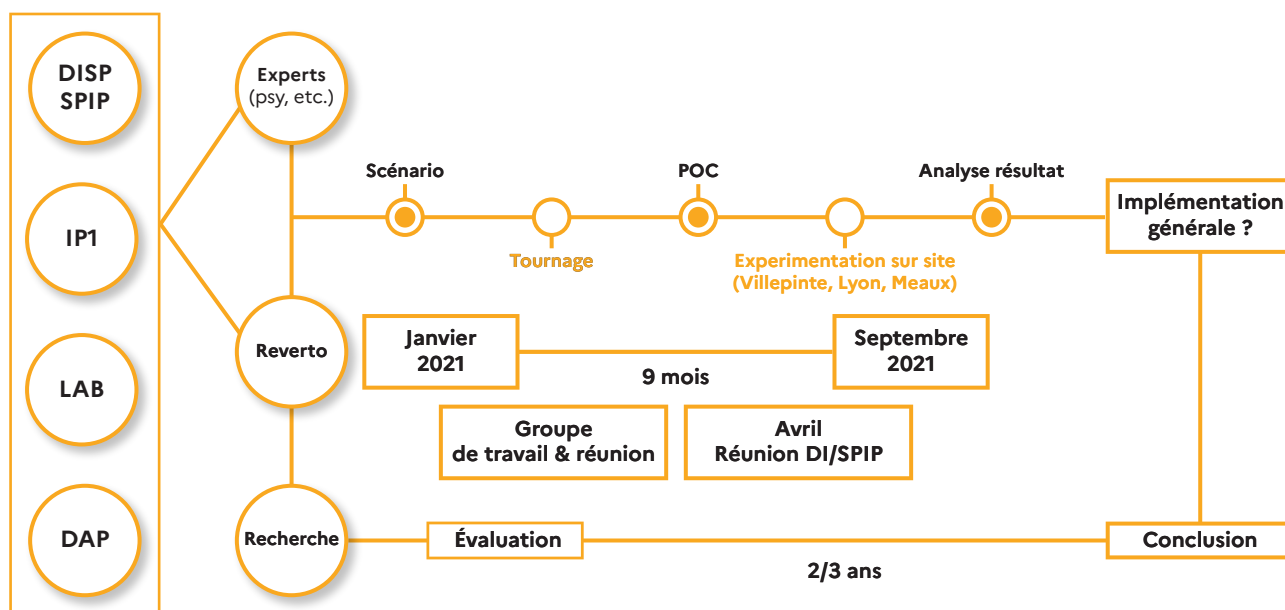 DISP
SPIP
IP1
LAB
DAP
Experts
(psy, etc.)
Reverto
Recherche
Scénario
Tournage
POC
Experimentation sur site
(Villepinte, Lyon, Meaux)
Analyse résultat
Implémentation
générale ?
Janvier
2021
9 mois
Septembre
2021
Groupe
de travail & réunion
Avril
Réunion DI/SPIP
Évaluation
2/3 ans
Conclusion